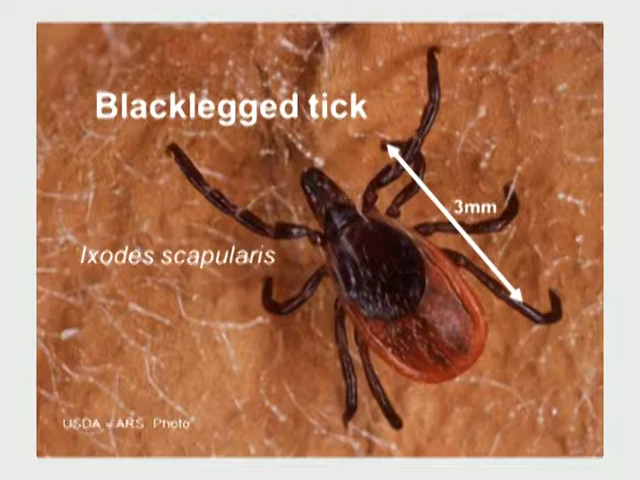 Blacklegged tick
3mm
Ixodes scapularis
USDA - ARS Photo